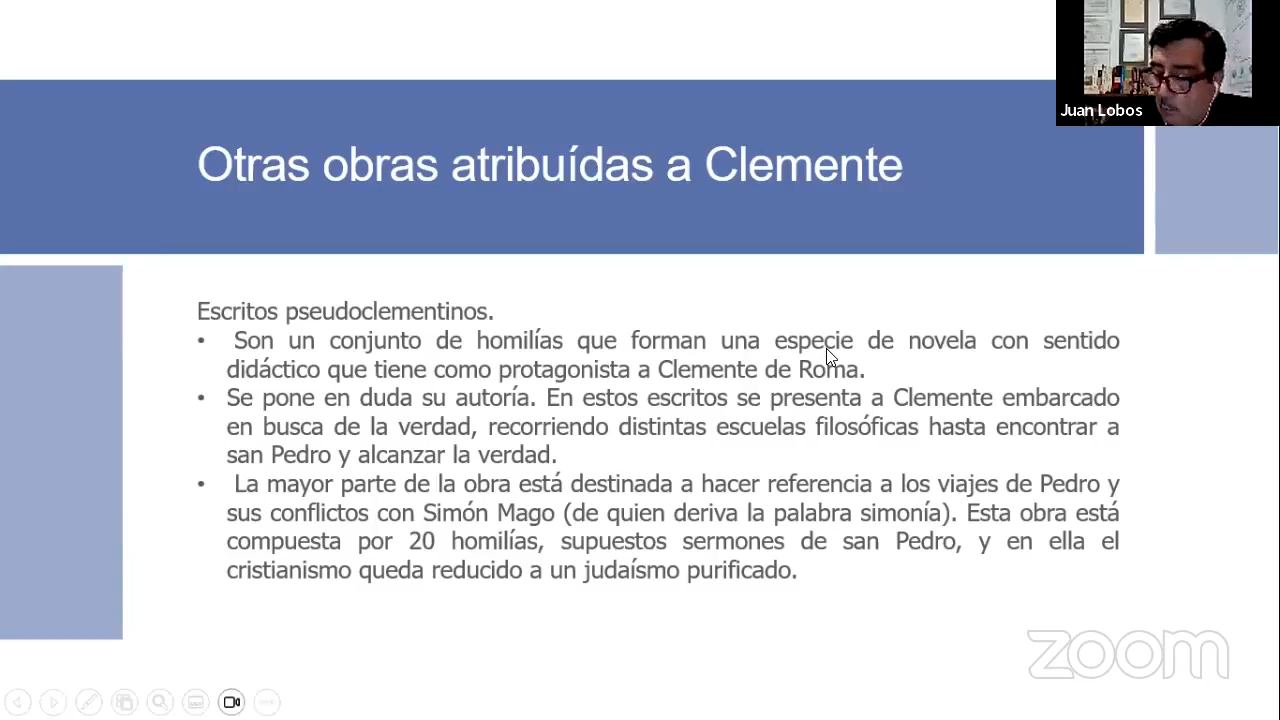 Juan Lobos
Otras obras atribuídas a Clemente
Escritos pseudoclementinos.
• Son un conjunto de homilías que forman una especie de novela con sentido
didáctico que tiene como protagonista a Clemente de Roma.
• Se pone en duda su autoría. En estos escritos se presenta a Clemente embarcado
en busca de la verdad, recorriendo distintas escuelas filosóficas hasta encontrar a
san Pedro y alcanzar la verdad.
• La mayor parte de la obra está destinada a hacer referencia a los viajes de Pedro y
sus conflictos con Simón Mago (de quien deriva la palabra simonía). Esta obra está
compuesta por 20 homilías, supuestos sermones de san Pedro, y en ella el
cristianismo queda reducido a un judaísmo purificado.
zoom